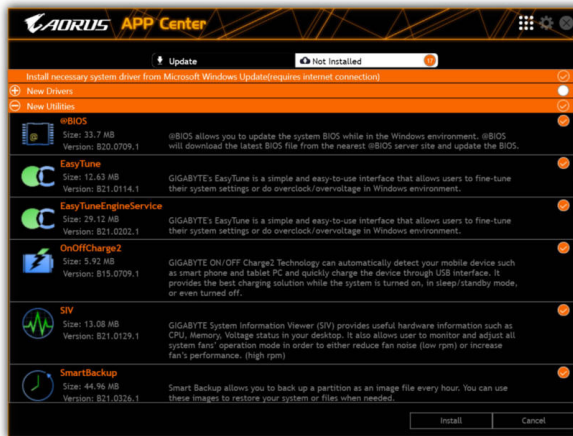 AORUS APP Center
Update
Not Installed
17
Install necessary system driver from Microsoft Windows Update(requires internet connection)
New Drivers
New Utilities
@BIOS
Size: 33.7 MB
Version: B20.0709.1
@BIOS allows you to update the system BIOS while in the Windows environment. @BIOS
will download the latest BIOS file from the nearest @BIOS server site and update the BIOS.
EasyTune
Size: 12.63 MB
Version: B21.0114.1
GIGABYTE's EasyTune is a simple and easy-to-use interface that allows users to fine-tune
their system settings or do overclock/overvoltage in Windows environment.
EasyTuneEngineService
Size: 29.12 MB
Version: B21.0202.1
GIGABYTE's EasyTune is a simple and easy-to-use interface that allows users to fine-tune
their system settings or do overclock/overvoltage in Windows environment.
OnOffCharge2
Size: 5.92 MB
Version: B15.0709.1
GIGABYTE ON/OFF Charge2 Technology can automatically detect your mobile device such
as smart phone and tablet PC and quickly charge the device through USB interface. It
provides the best charging solution while the system is turned on, in sleep/standby mode,
or even turned off.
SIV
Size: 13.08 MB
Version: B21.0129.1
GIGABYTE System Information Viewer (SIV) provides useful hardware information such as
CPU, Memory, Voltage status in your desktop. It also allows user to monitor and adjust all
system fans' operation mode in order to either reduce fan noise (low rpm) or increase
fan's performance. (high rpm)
SmartBackup
Size: 44.96 MB
Version: B21.0326.1
Smart Backup allows you to back up a partition as an image file every hour. You can use
these images to restore your system or files when needed.
Install
Cancel